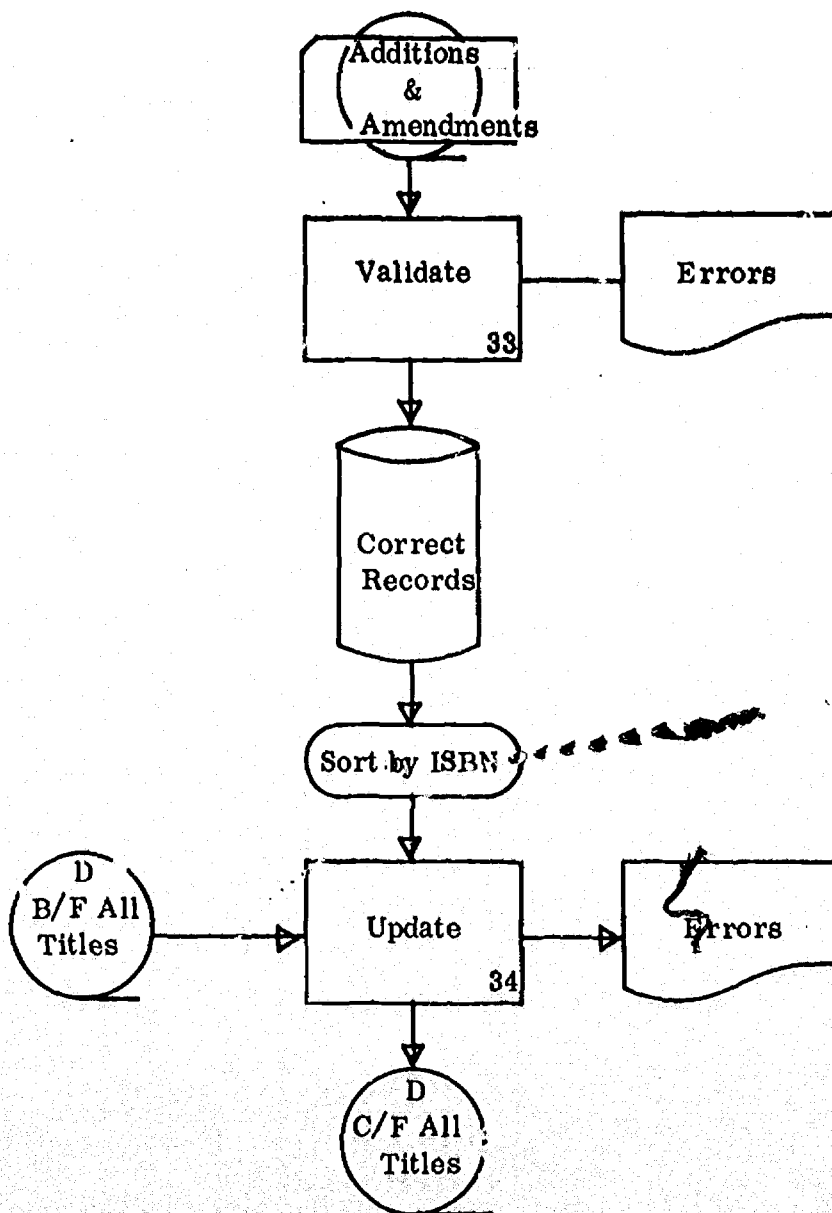 Additions
&
Amendments
Validate
33
Errors
Correct
Records
Sort by ISBN
D
B/F All
Titles
Update
34
Errors
D
C/F All
Titles